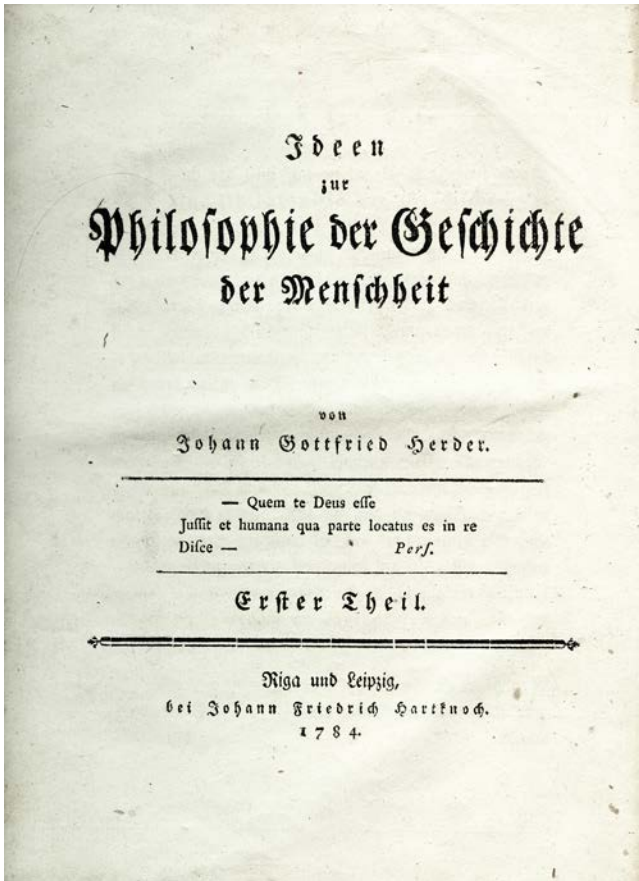 Ideen
zur
Philoſophie der Geſchichte
der Menſchheit
von
Johann Gottfried Herder.
— Quem te Deus eſſe
Juſſit et humana qua parte locatus es in re
Diſce — Perſ.
Erſter Theil.
Riga und Leipzig,
bei Johann Friedrich Hartknoch.
1784.